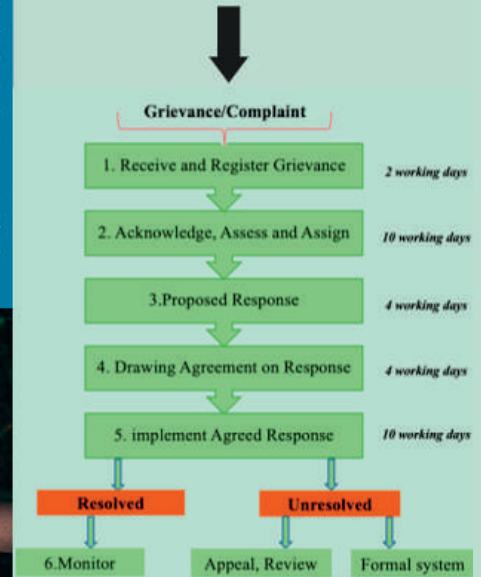 Grievance/Complaint
1. Receive and Register Grievance
2 working days
2. Acknowledge, Assess and Assign
10 working days
3.Proposed Response
4 working days
4. Drawing Agreement on Response
4 working days
5. implement Agreed Response
10 working days
Resolved
Unresolved
6.Monitor
Appeal, Review
Formal system